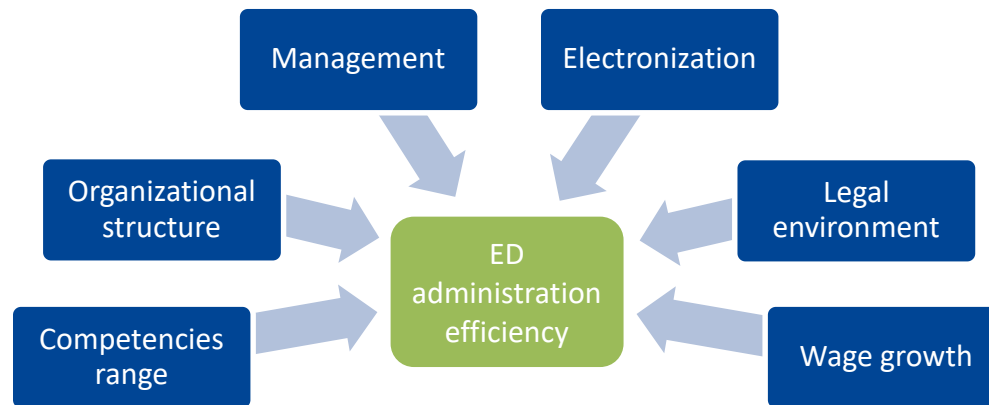 Management
Electronization
Organizational
structure
Legal
environment
ED
administration
efficiency
Competencies
range
Wage growth